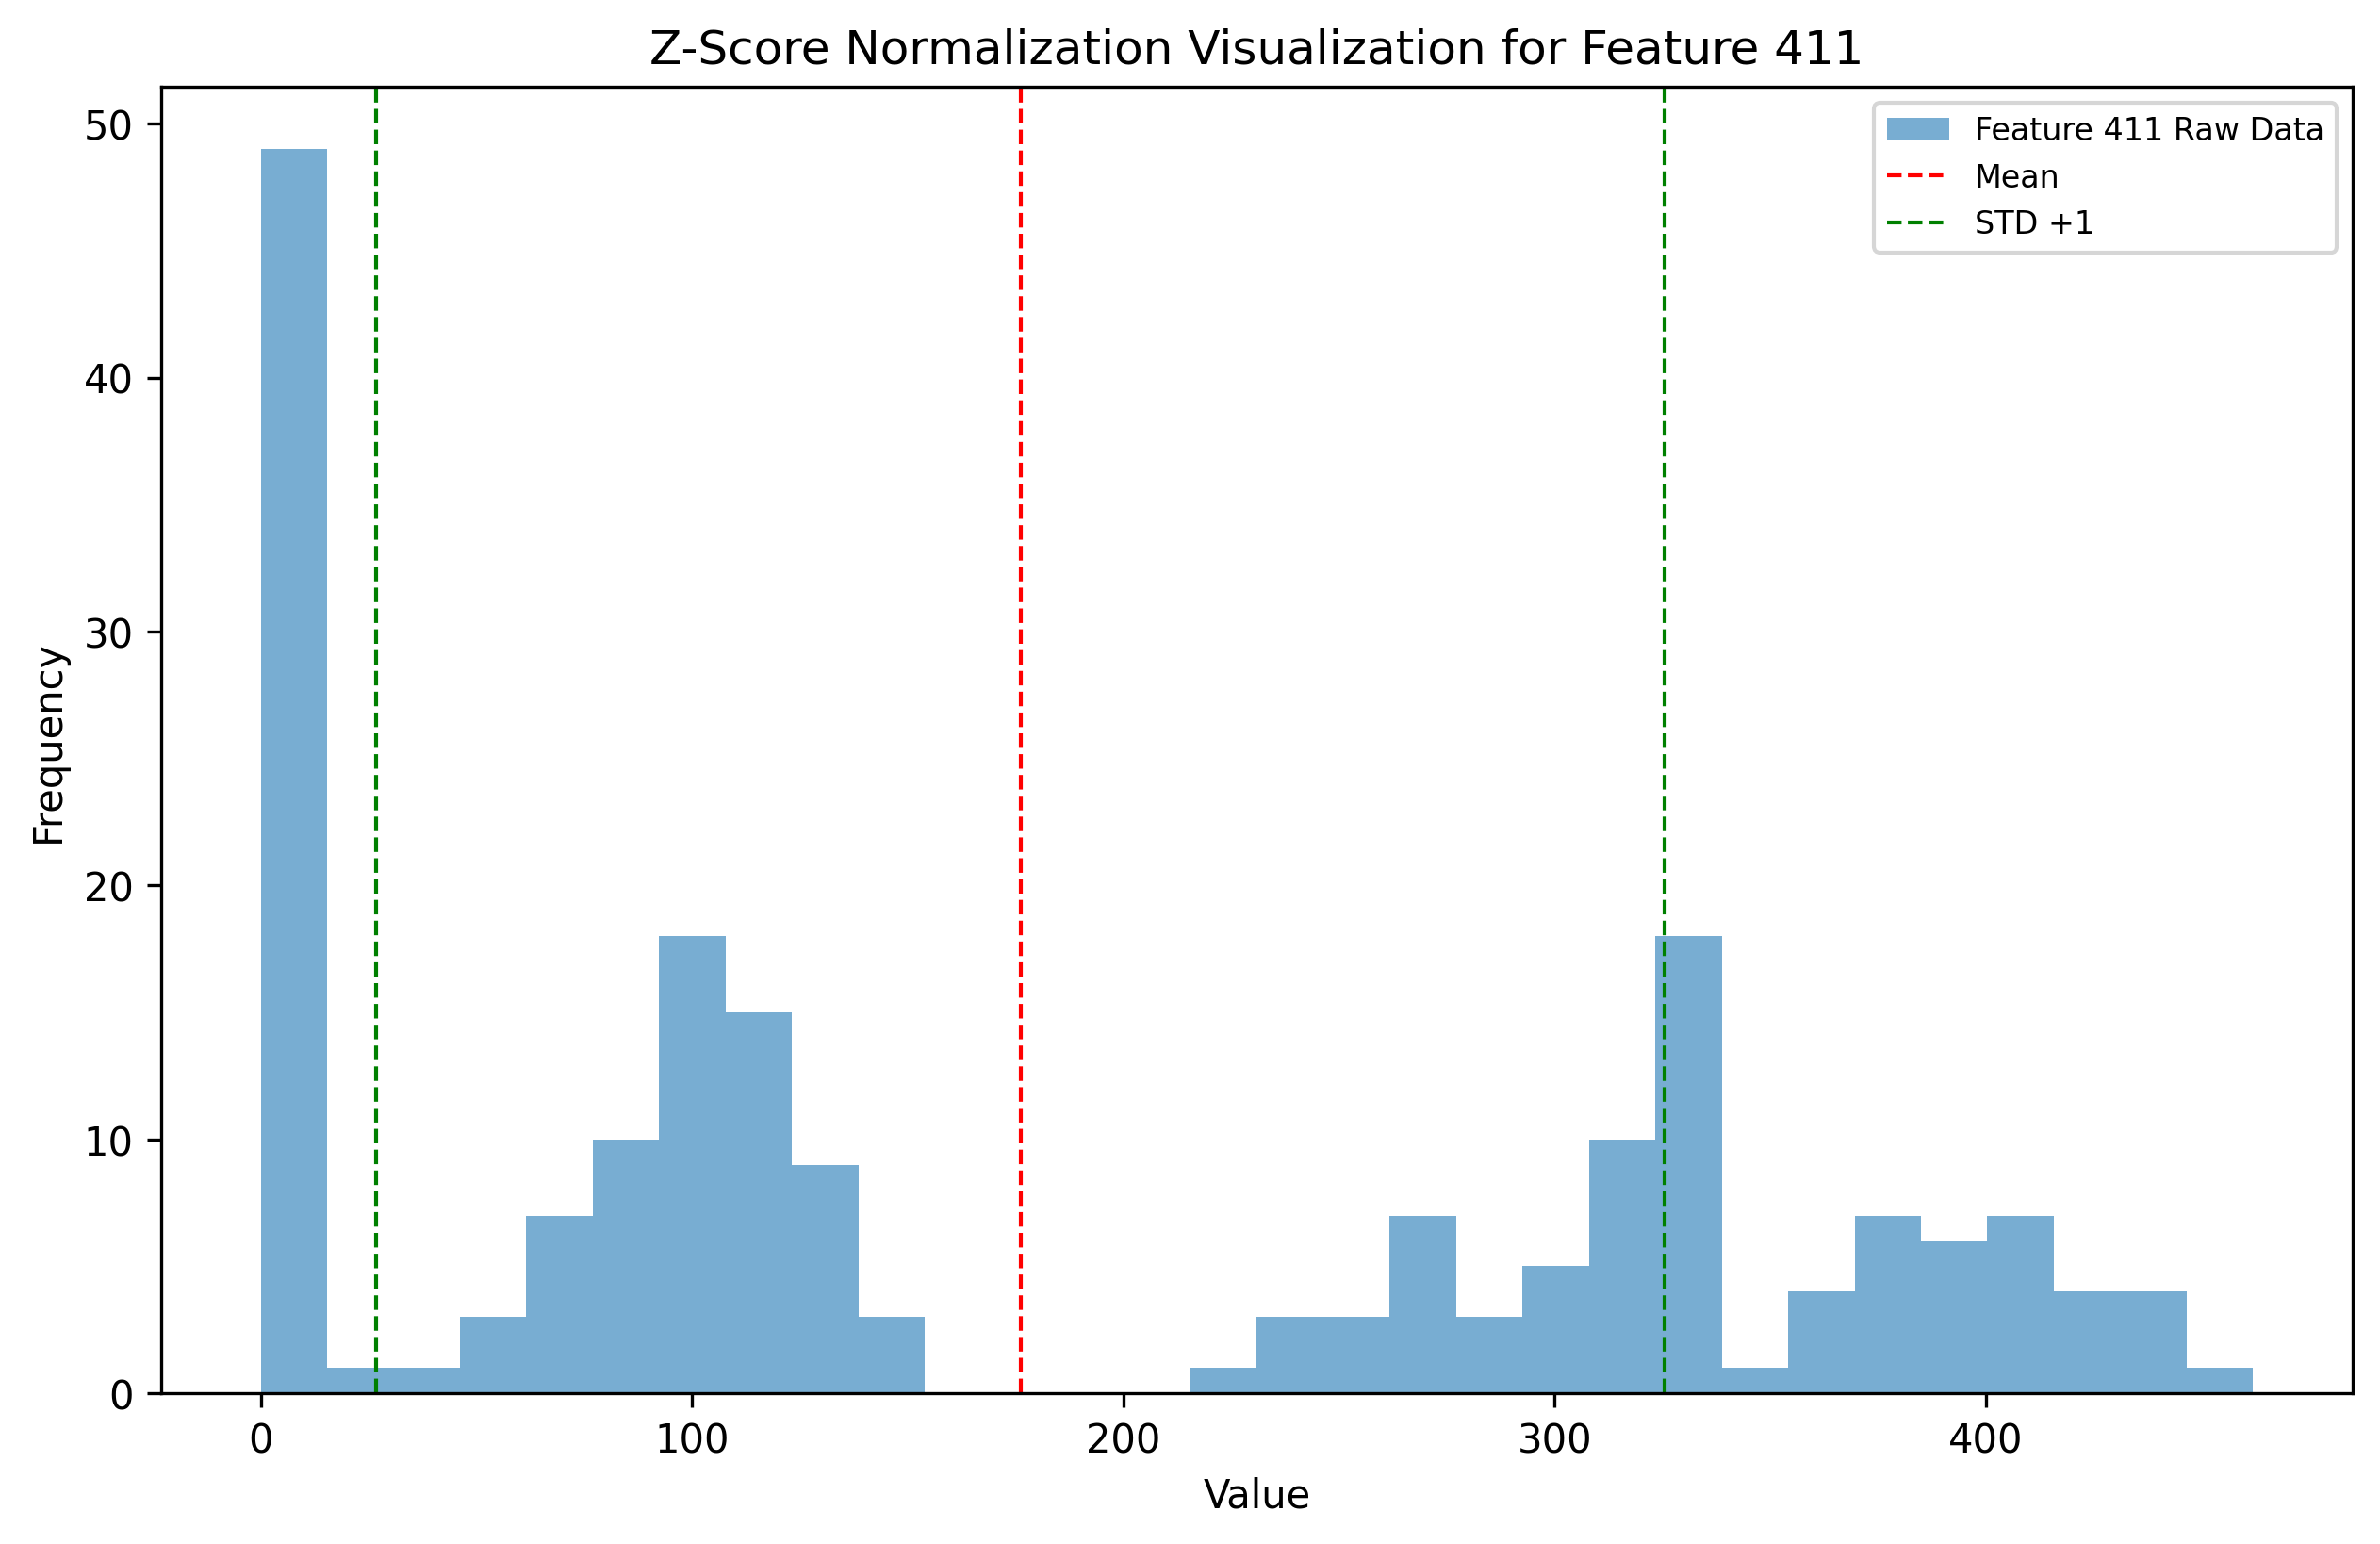 Z-Score Normalization Visualization for Feature 411
Feature 411 Raw Data
Mean
STD +1
50
40
30
20
10
0
Frequency
0 100 200 300 400
Value